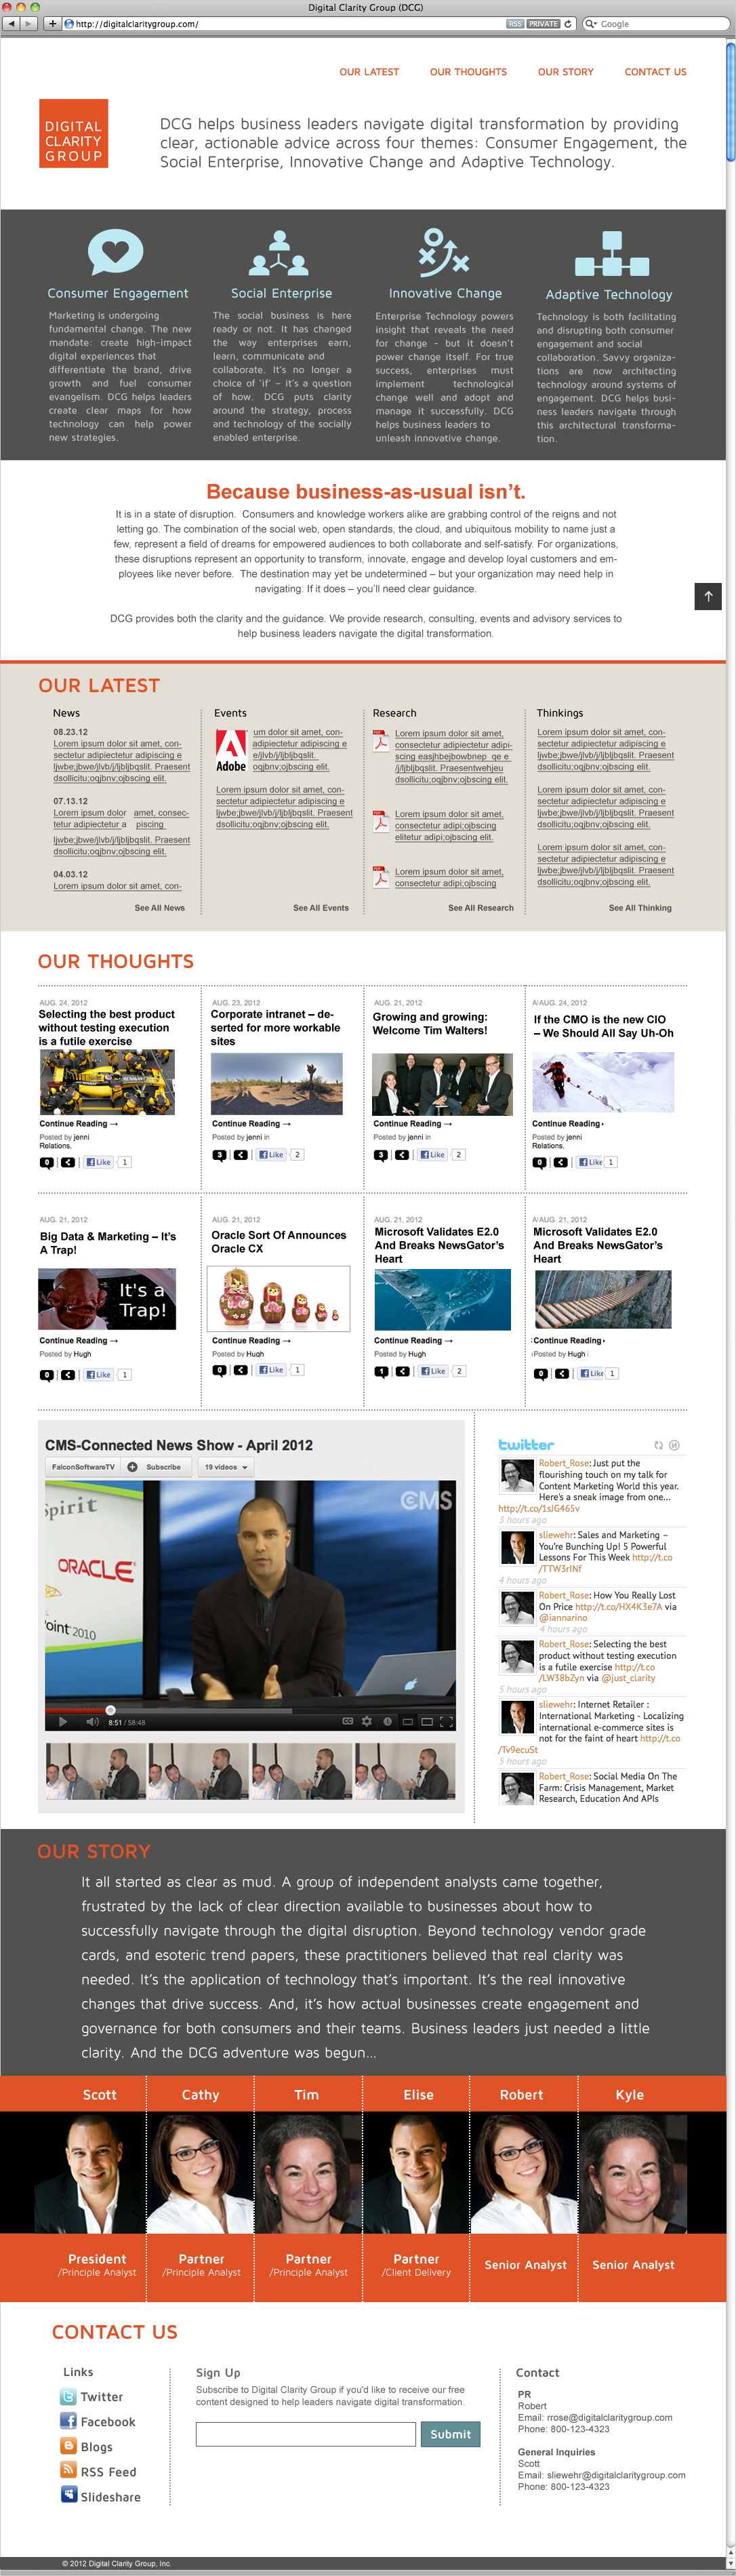 Digital Clarity Group (DCG)
http://digitalclaritygroup.com/
RSS PRIVATE
Google
OUR LATEST OUR THOUGHTS OUR STORY CONTACT US
DIGITAL
CLARITY
GROUP
DCG helps business leaders navigate digital transformation by providing
clear, actionable advice across four themes: Consumer Engagement, the
Social Enterprise, Innovative Change and Adaptive Technology.
Consumer Engagement
Marketing is undergoing
fundamental change. The new
mandate: create high-impact
digital experiences that
differentiate the brand, drive
growth and fuel consumer
evangelism. DCG helps leaders
create clear maps for how
technology can help power
new strategies.
Social Enterprise
The social business is here
ready or not. It has changed
the way enterprises earn,
learn, communicate and
collaborate. It's no longer a
choice of 'if' – it's a question
of how. DCG puts clarity
around the strategy, process
and technology of the socially
enabled enterprise.
Innovative Change
Enterprise Technology powers
insight that reveals the need
for change - but it doesn't
power change itself. For true
success, enterprises must
implement technological
change well and adopt and
manage it successfully. DCG
helps business leaders to
unleash innovative change.
Adaptive Technology
Technology is both facilitating
and disrupting both consumer
engagement and social
collaboration. Savvy organiza-
tions are now architecting
technology around systems of
engagement. DCG helps busi-
ness leaders navigate through
this architectural transforma-
tion.
Because business-as-usual isn't.
It is in a state of disruption. Consumers and knowledge workers alike are grabbing control of the reigns and not
letting go. The combination of the social web, open standards, the cloud, and ubiquitous mobility to name just a
few, represent a field of dreams for empowered audiences to both collaborate and self-satisfy. For organizations,
these disruptions represent an opportunity to transform, innovate, engage and develop loyal customers and em-
ployees like never before. The destination may yet be undetermined – but your organization may need help in
navigating. If it does – you'll need clear guidance.
DCG provides both the clarity and the guidance. We provide research, consulting, events and advisory services to
help business leaders navigate the digital transformation.
OUR LATEST
News
08.23.12
Lorem ipsum dolor sit amet, con-
sectetur adipiectetur adipiscing e
ljwbe;jbwe/jlvb/j/ljbljbqslit. Praesent
dsollicitu;oqjbnv;ojbscing elit.
07.13.12
Lorem ipsum dolor amet, consec-
tetur adipiectetur a piscing
ljwbe;jbwe/jlvb/j/ljbljbqslit. Praesent
dsollicitu;oqjbnv;ojbscing elit.
04.03.12
Lorem ipsum dolor sit amet, con-
See All News
Events
Adobe
um dolor sit amet, con-
adipiectetur adipiscing e
e/jlvb/j/ljbljbqslit.
oqjbnv;ojbscing elit.
Lorem ipsum dolor sit amet, con-
sectetur adipiectetur adipiscing e
ljwbe;jbwe/jlvb/j/ljbljbqslit. Praesent
dsollicitu;oqjbnv;ojbscing elit.
See All Events
Research
Lorem ipsum dolor sit amet,
consectetur adipiectetur adipi-
scing easjhbejbowbnep qe e
/j/ljbljbqslit. Praesentwehjeu
dsollicitu;oqjbnv;ojbscing elit.
Lorem ipsum dolor sit amet,
consectetur adipi;ojbscing
elitetur adipi;ojbscing elit.
Lorem ipsum dolor sit amet,
consectetur adipi;ojbscing
See All Research
Thinkings
Lorem ipsum dolor sit amet, con-
sectetur adipiectetur adipiscing e
ljwbe;jbwe/jlvb/j/ljbljbqslit. Praesent
dsollicitu;oqjbnv;ojbscing elit.
Lorem ipsum dolor sit amet, con-
sectetur adipiectetur adipiscing e
ljwbe;jbwe/jlvb/j/ljbljbqslit. Praesent
dsollicitu;oqjbnv;ojbscing elit.
Lorem ipsum dolor sit amet, con-
sectetur adipiectetur adipiscing e
ljwbe;jbwe/jlvb/j/ljbljbqslit. Praesent
dsollicitu;oqjbnv;ojbscing elit.
See All Thinking
OUR THOUGHTS
AUG. 24, 2012
Selecting the best product
without testing execution
is a futile exercise
Continue Reading →
Posted by jenni
Relations,
0 Like 1
AUG. 23, 2012
Corporate intranet – de-
serted for more workable
sites
Continue Reading →
Posted by jenni in
3 Like 2
AUG. 21, 2012
Growing and growing:
Welcome Tim Walters!
Continue Reading →
Posted by jenni in
3 Like 2
AUG. 24, 2012
If the CMO is the new CIO
– We Should All Say Uh-Oh
Continue Reading
Posted by jenni
Relations,
0 Like 1
AUG. 21, 2012
Big Data & Marketing – It's
A Trap!
It's a
Trap!
Continue Reading →
Posted by Hugh
0 Like 1
AUG. 21, 2012
Oracle Sort Of Announces
Oracle CX
Continue Reading →
Posted by Hugh
0 Like 1
AUG. 21, 2012
Microsoft Validates E2.0
And Breaks NewsGator's
Heart
Continue Reading →
Posted by Hugh
1 Like 2
AUG. 21, 2012
Microsoft Validates E2.0
And Breaks NewsGator's
Heart
Continue Reading
Posted by Hugh
0 Like 1
CMS-Connected News Show - April 2012
FalconSoftwareTV Subscribe 19 videos
CMS
pirit
ORACLE
oint 2010
8:51 / 58:48
twitter
Robert_Rose: Just put the
flourishing touch on my talk for
Content Marketing World this year.
Here's a sneak image from one...
http://t.co/1sJG465v
3 hours ago
sliewehr: Sales and Marketing –
You're Bunching Up! 5 Powerful
Lessons For This Week http://t.co
/TTW3rINf
4 hours ago
Robert_Rose: How You Really Lost
On Price http://t.co/HX4K3e7A via
@iannarino
4 hours ago
Robert_Rose: Selecting the best
product without testing execution
is a futile exercise http://t.co
/LW38bZyn via @just_clarity
5 hours ago
sliewehr: Internet Retailer :
International Marketing - Localizing
international e-commerce sites is
not for the faint of heart http://t.co
/Tv9ecuSt
5 hours ago
Robert_Rose: Social Media On The
Farm: Crisis Management, Market
Research, Education And APIs
OUR STORY
It all started as clear as mud. A group of independent analysts came together,
frustrated by the lack of clear direction available to businesses about how to
successfully navigate through the digital disruption. Beyond technology vendor grade
cards, and esoteric trend papers, these practitioners believed that real clarity was
needed. It's the application of technology that's important. It's the real innovative
changes that drive success. And, it's how actual businesses create engagement and
governance for both consumers and their teams. Business leaders just needed a little
clarity. And the DCG adventure was begun...
Scott Cathy Tim Elise Robert Kyle
President Partner Partner Partner Senior Analyst Senior Analyst
/Principle Analyst /Principle Analyst /Principle Analyst /Client Delivery
CONTACT US
Links
Twitter
Facebook
Blogs
RSS Feed
Slideshare
Sign Up
Subscribe to Digital Clarity Group if you'd like to receive our free
content designed to help leaders navigate digital transformation.
Submit
Contact
PR
Robert
Email: rrose@digitalclaritygroup.com
Phone: 800-123-4323
General Inquiries
Scott
Email: sliewehr@digitalclaritygroup.com
Phone: 800-123-4323
© 2012 Digital Clarity Group, Inc.